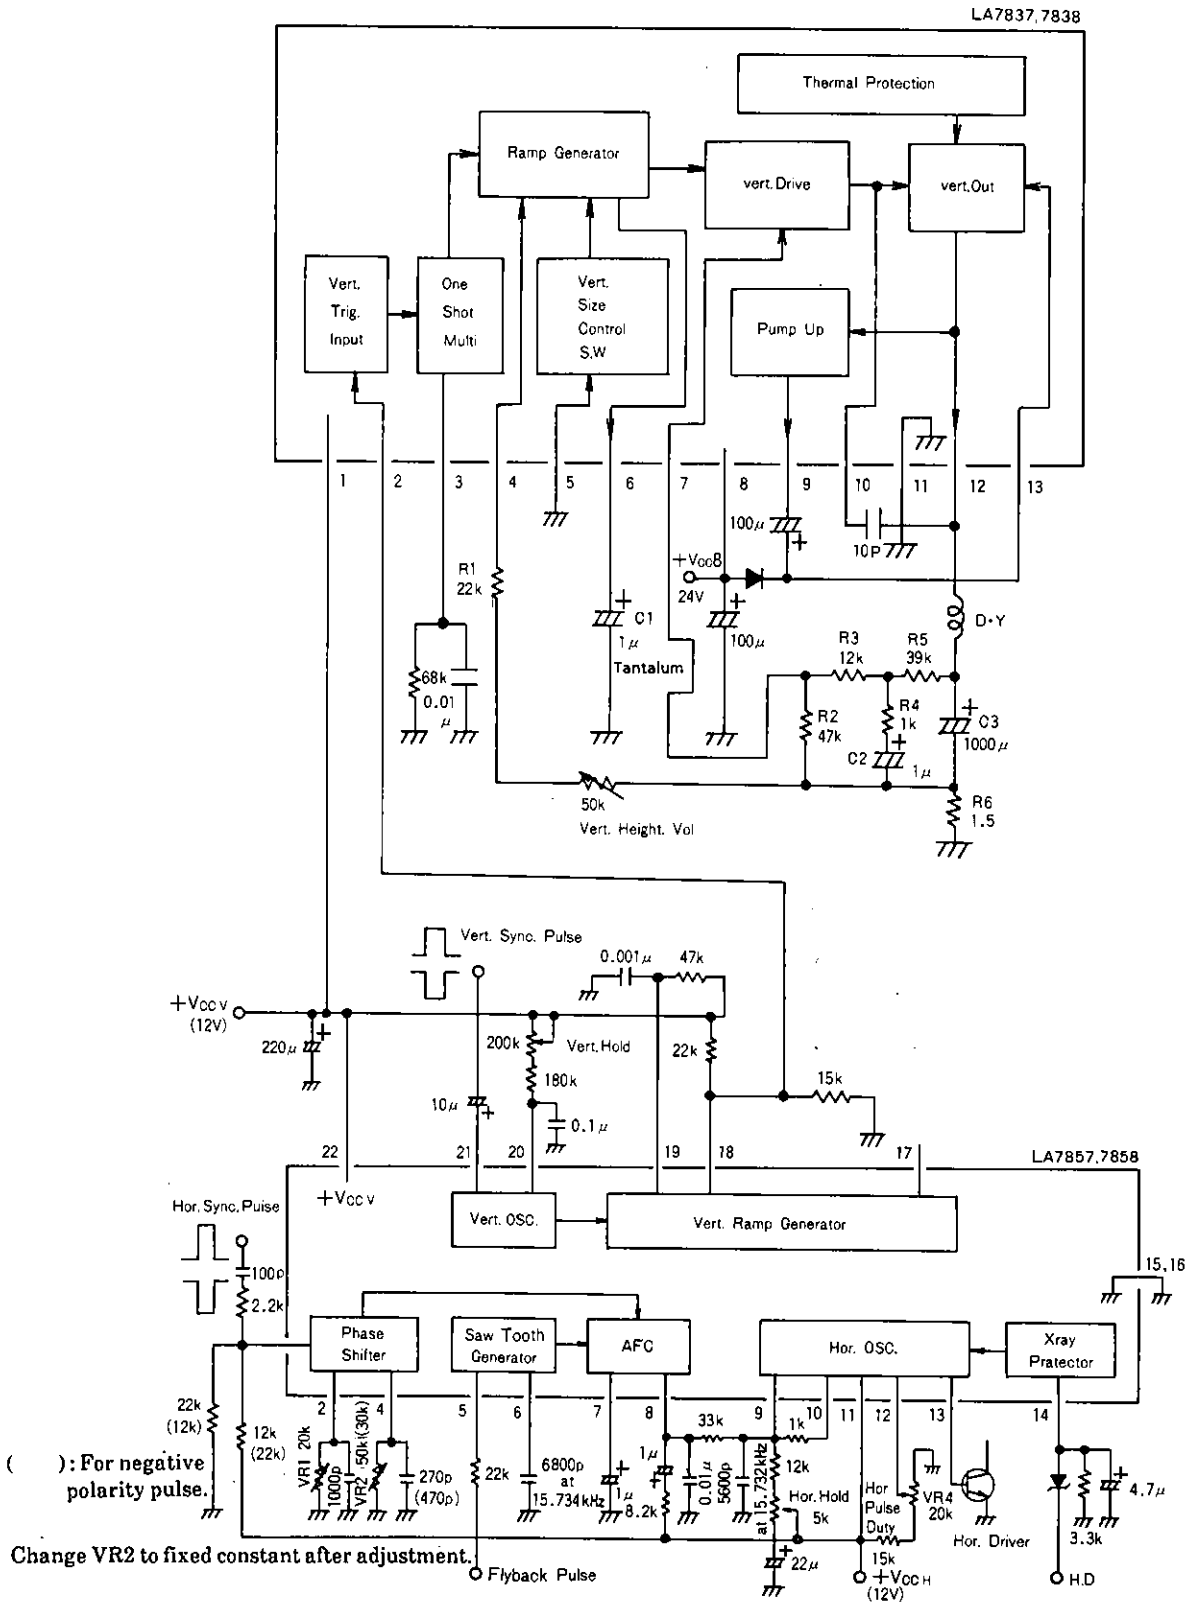 LA7837,7838
Thermal Protection
Ramp Generator
vert.Drive
vert.Out
Vert.
Trig.
Input
One
Shot
Multi
Vert.
Size
Control
S.W
Pump Up
1
2
3
4
5
6
7
8
9
10
11
12
13
100μ
+
10P
+Vcc8
24V
R1
22k
+
C1
1μ
Tantalum
+
100μ
D·Y
R3
12k
R5
39k
68k
0.01
μ
R2
47k
R4
1k
+
C2
1μ
+
C3
1000μ
50k
Vert. Height. Vol
R6
1.5
Vert. Sync. Pulse
0.001μ
47k
+Vcc v
(12V)
220μ
+
200k
Vert.Hold
22k
180k
15k
10μ
+
0.1μ
22
21
20
19
18
17
LA7857,7858
+Vcc v
Hor. Sync. Pulse
Vert. OSC.
Vert. Ramp Generator
100p
2.2k
15,16
Phase
Shifter
Saw Tooth
Generator
AFC
Hor. OSC.
Xray
Pratector
2
4
5
6
7
8
9
10
11
12
13
14
22k
(12k)
12k
(22k)
VR1 20k
1000p
VR2 50k(30k)
270p
(470p)
22k
6800p
at
15.734kHz
+
1μ
1μ
+
8.2k
33k
0.01μ
5600p
at 15.732kHz
1k
12k
Hor. Hold
5k
Hor
Pulse
Duty
VR4
20k
Hor. Driver
3.3k
+
4.7μ
( ): For negative
polarity pulse.
Change VR2 to fixed constant after adjustment.
Flyback Pulse
+
22μ
15k
+Vcc H
(12V)
H.D